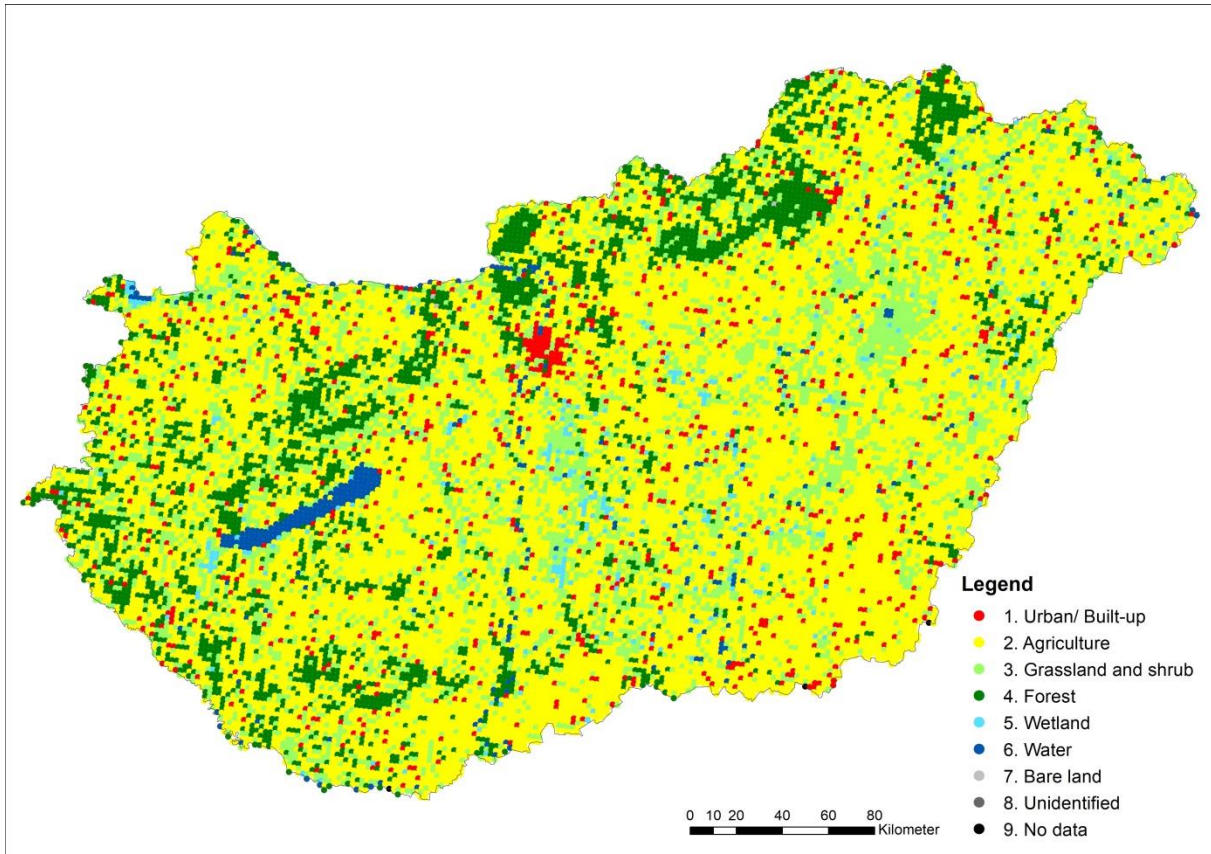 Legend
1. Urban/ Built-up
2. Agriculture
3. Grassland and shrub
4. Forest
5. Wetland
6. Water
7. Bare land
8. Unidentified
9. No data
0 10 20 40 60 80
Kilometer